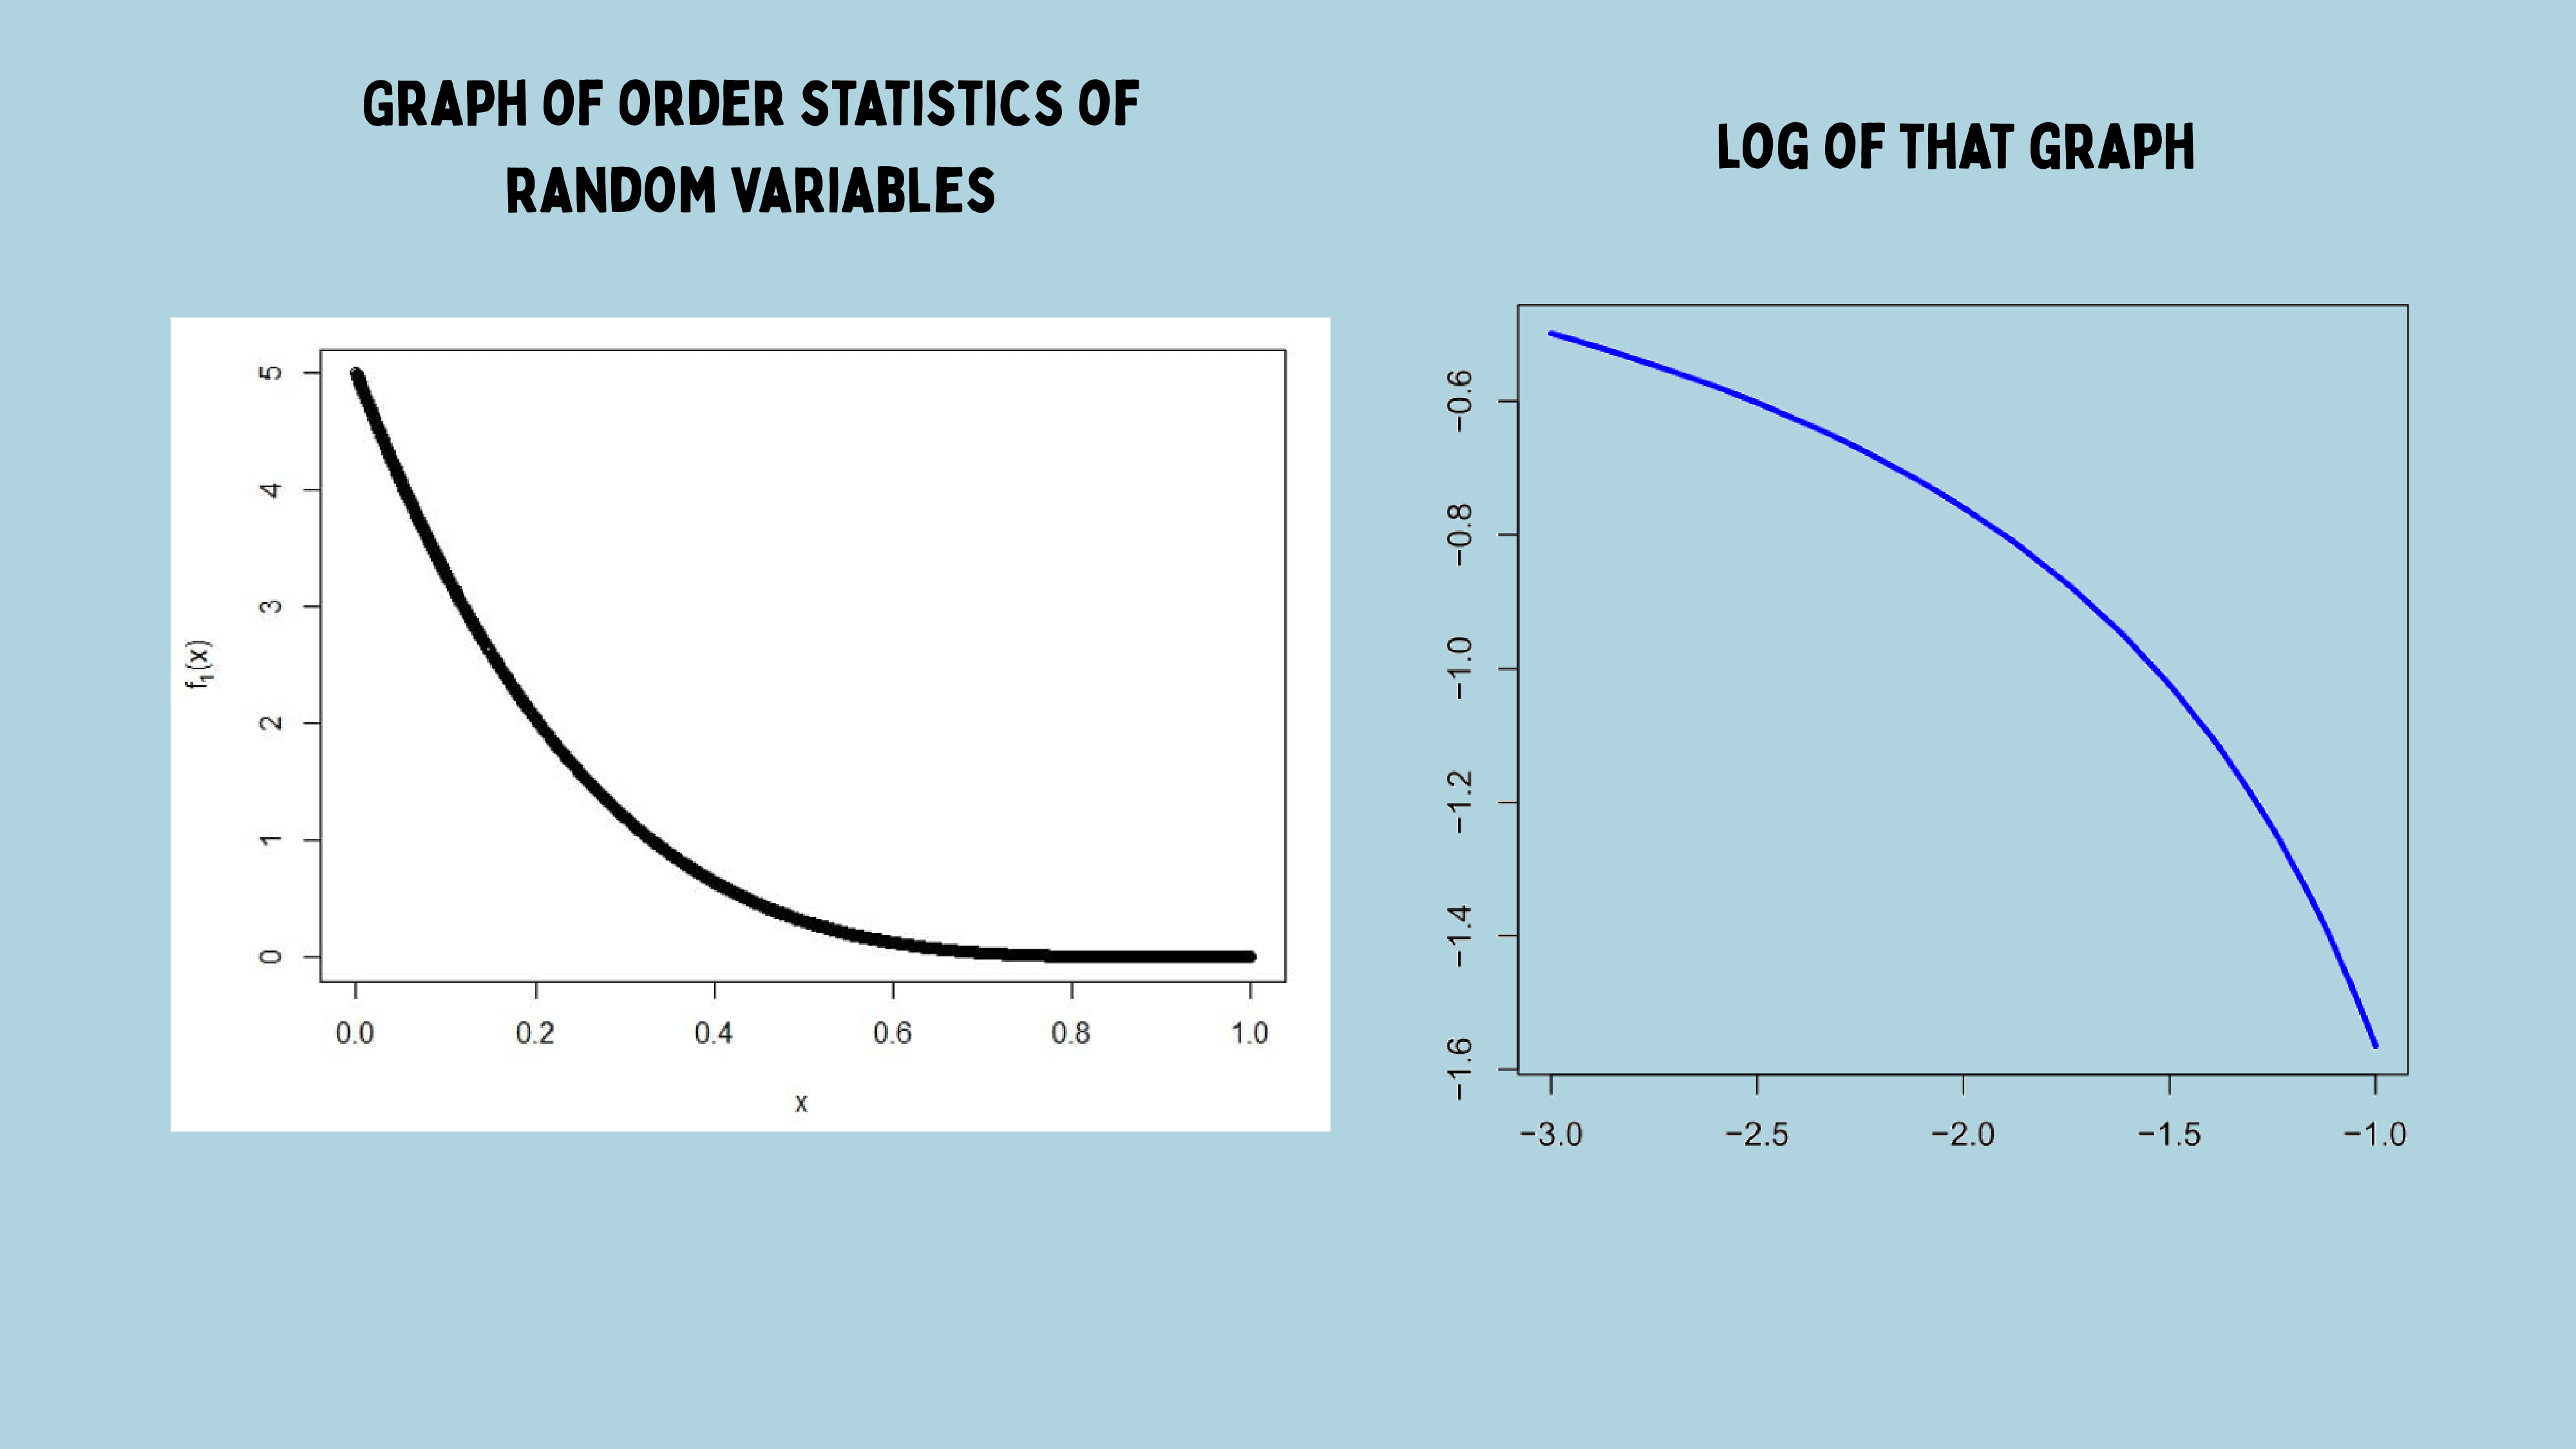 GRAPH OF ORDER STATISTICS OF
RANDOM VARIABLES
LOG OF THAT GRAPH
5
4
3
2
1
0
f₁(x)
0.0 0.2 0.4 0.6 0.8 1.0
x
−0.6
−0.8
−1.0
−1.2
−1.4
−1.6
−3.0 −2.5 −2.0 −1.5 −1.0